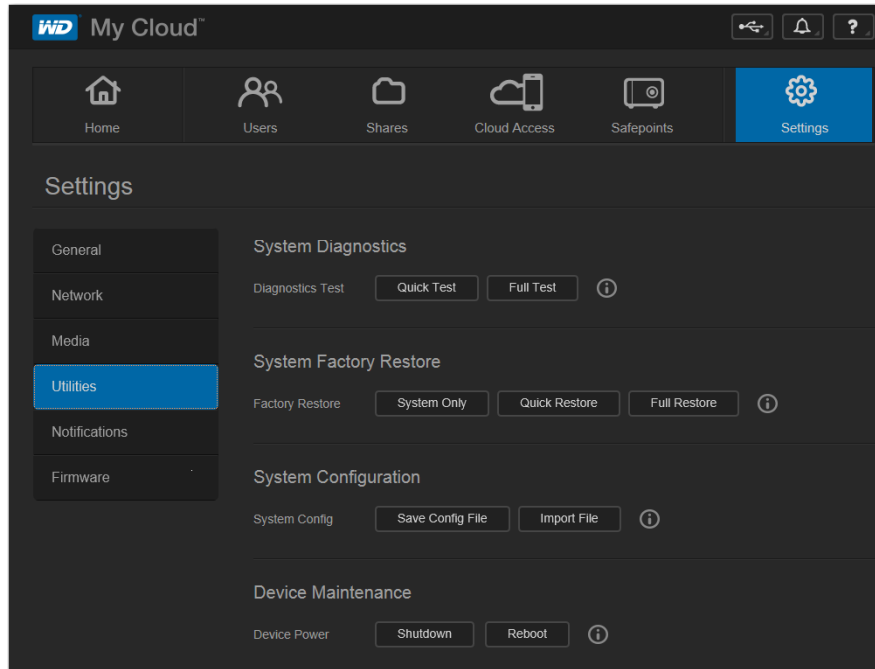 WD My Cloud™
?
Home Users Shares Cloud Access Safepoints Settings
Settings
General
Network
Media
Utilities
Notifications
Firmware
System Diagnostics
Diagnostics Test Quick Test Full Test
System Factory Restore
Factory Restore System Only Quick Restore Full Restore
System Configuration
System Config Save Config File Import File
Device Maintenance
Device Power Shutdown Reboot